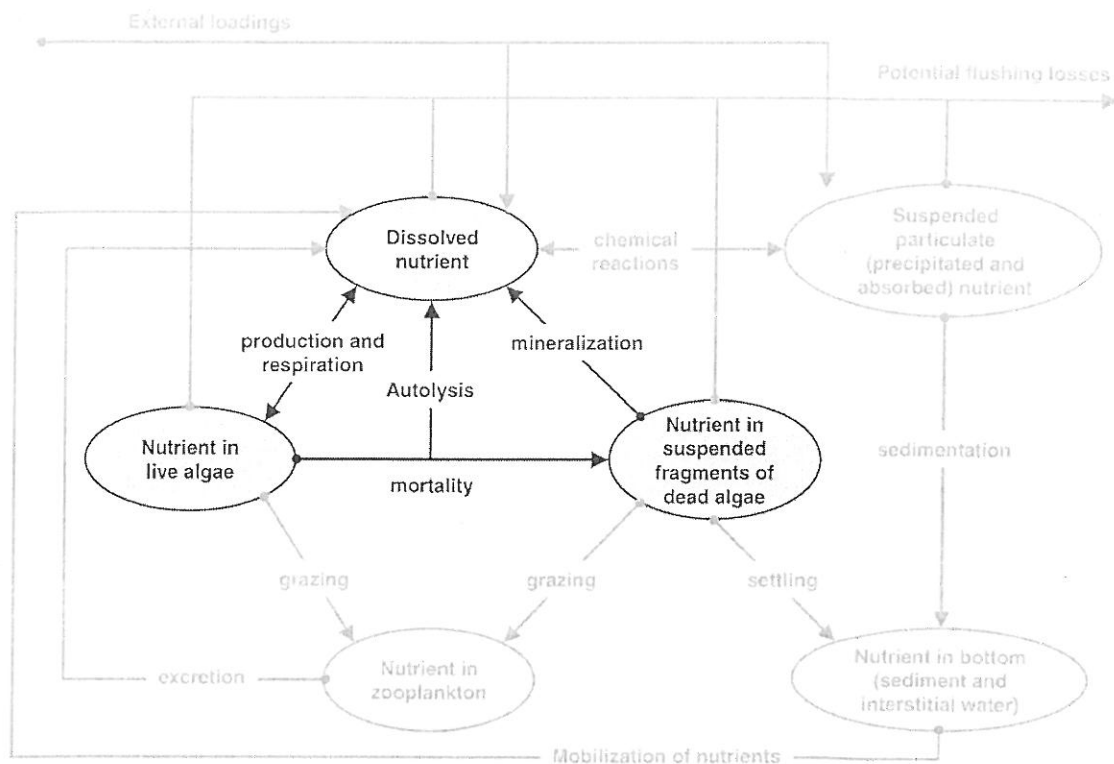 External loadings
Potential flushing losses
Dissolved
nutrient
chemical
reactions
Suspended
particulate
(precipitated and
absorbed) nutrient
production and
respiration
mineralization
Autolysis
Nutrient in
live algae
Nutrient in
suspended
fragments of
dead algae
sedimentation
mortality
grazing
grazing
settling
Nutrient in
zooplankton
Nutrient in bottom
(sediment and
interstitial water)
excretion
Mobilization of nutrients